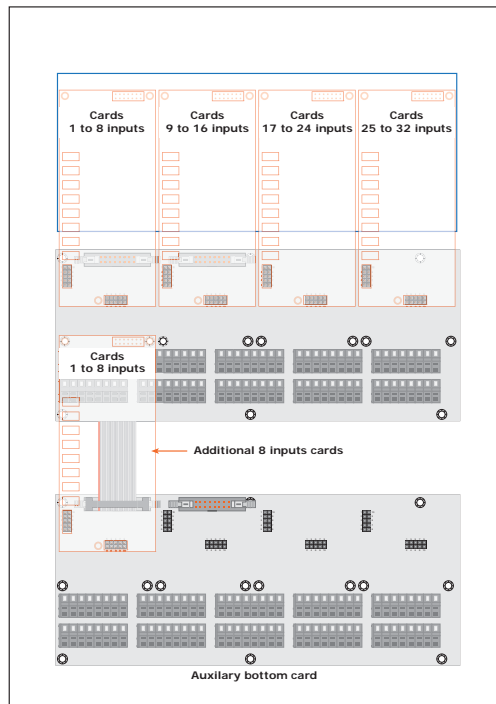 Cards
1 to 8 inputs
Cards
9 to 16 inputs
Cards
17 to 24 inputs
Cards
25 to 32 inputs
Cards
1 to 8 inputs
Additional 8 inputs cards
Auxilary bottom card